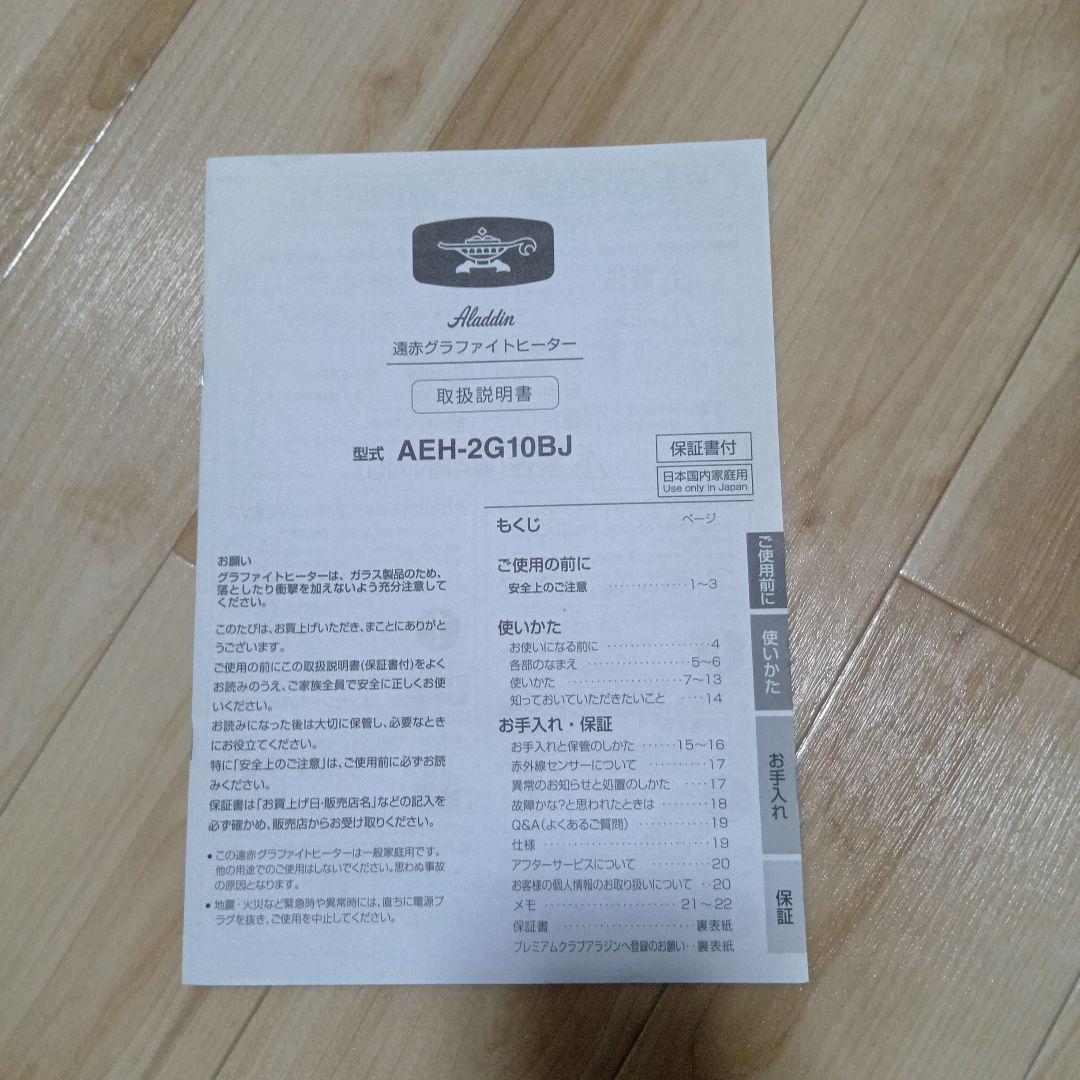 Aladdin
遠赤グラファイトヒーター
取扱説明書
型式 AEH-2G10BJ
保証書付
日本国内家庭用
Use only in Japan
お願い
グラファイトヒーターは、ガラス製品のため、
落としたり衝撃を加えないよう充分注意して
ください。
このたびは、お買上げいただき、まことにありがと
うございます。
ご使用の前にこの取扱説明書(保証書付)をよく
お読みのうえ、ご家族全員で安全に正しくお使
いください。
お読みになった後は大切に保管し、必要なとき
にお役立てください。
特に「安全上のご注意」は、ご使用前に必ずお読
みください。
保証書は「お買上げ日・販売店名」などの記入を
必ず確かめ、販売店からお受け取りください。
●この遠赤グラファイトヒーターは一般家庭用です。
他の用途でのご使用はしないでください。思わぬ事故
の原因となります。
●地震・火災など緊急時や異常時には、直ちに電源プ
ラグを抜き、ご使用を中止してください。
もくじ ページ
ご使用の前に
安全上のご注意 ‥‥‥‥‥‥‥1～3
使いかた
お使いになる前に ‥‥‥‥‥‥‥‥‥4
各部のなまえ ‥‥‥‥‥‥‥‥‥5～6
使いかた ‥‥‥‥‥‥‥‥‥‥7～13
知っておいていただきたいこと ‥‥14
お手入れ・保証
お手入れと保管のしかた ‥‥‥15～16
赤外線センサーについて ‥‥‥‥‥17
異常のお知らせと処置のしかた ‥‥17
故障かな?と思われたときは ‥‥‥‥18
Q&A(よくあるご質問) ‥‥‥‥‥‥19
仕様 ‥‥‥‥‥‥‥‥‥‥‥‥‥19
アフターサービスについて ‥‥‥‥‥20
お客様の個人情報のお取り扱いについて ‥20
メモ ‥‥‥‥‥‥‥‥‥‥‥21～22
保証書 ‥‥‥‥‥‥‥‥‥‥裏表紙
プレミアムクラブアラジンへ登録のお願い‥裏表紙
ご使用前に
使いかた
お手入れ
保証